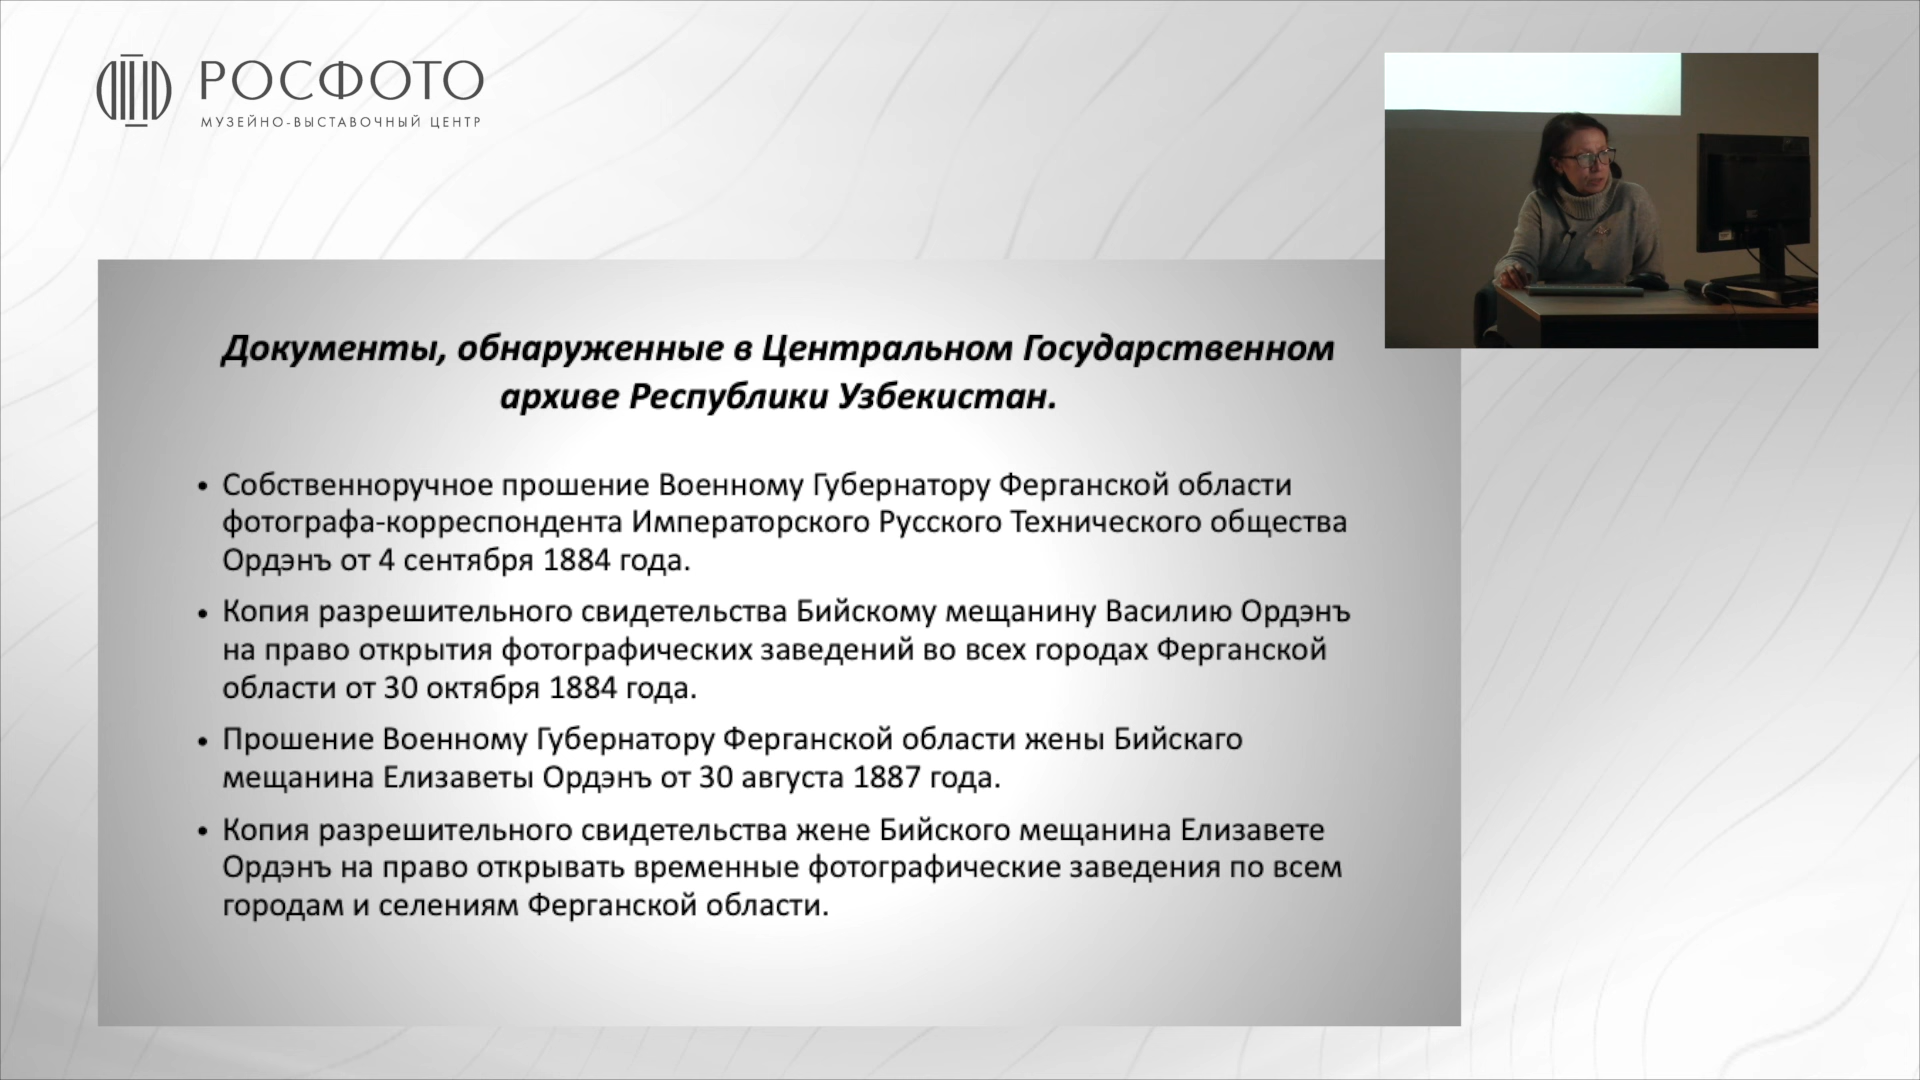 РОСФОТО
МУЗЕЙНО-ВЫСТАВОЧНЫЙ ЦЕНТР
Документы, обнаруженные в Центральном Государственном
архиве Республики Узбекистан.
• Собственноручное прошение Военному Губернатору Ферганской области
фотографа-корреспондента Императорского Русского Технического общества
Ордэнъ от 4 сентября 1884 года.
• Копия разрешительного свидетельства Бийскому мещанину Василию Ордэнъ
на право открытия фотографических заведений во всех городах Ферганской
области от 30 октября 1884 года.
• Прошение Военному Губернатору Ферганской области жены Бийскаго
мещанина Елизаветы Ордэнъ от 30 августа 1887 года.
• Копия разрешительного свидетельства жене Бийского мещанина Елизавете
Ордэнъ на право открывать временные фотографические заведения по всем
городам и селениям Ферганской области.